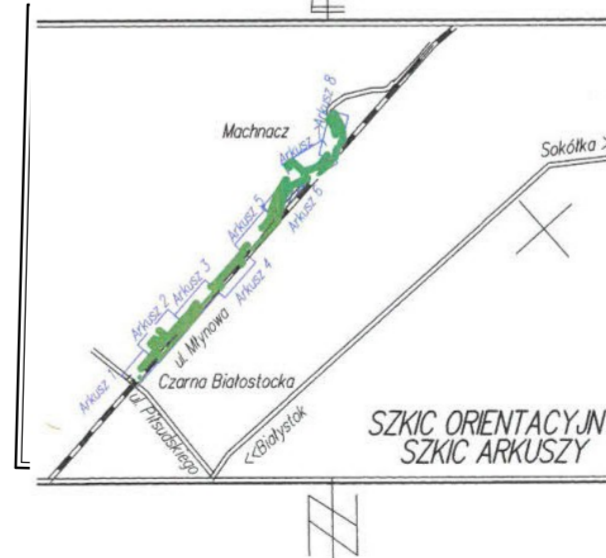 Arkusz 8
Machnacz
Arkusz
Sokółka >
Arkusz 5
Arkusz 6
Arkusz 3
Arkusz 2
Arkusz 4
ul. Młynowa
Arkusz 1
Czarna Białostocka
ul. Piłsudskiego
<<Białystok
SZKIC ORIENTACYJN
SZKIC ARKUSZY